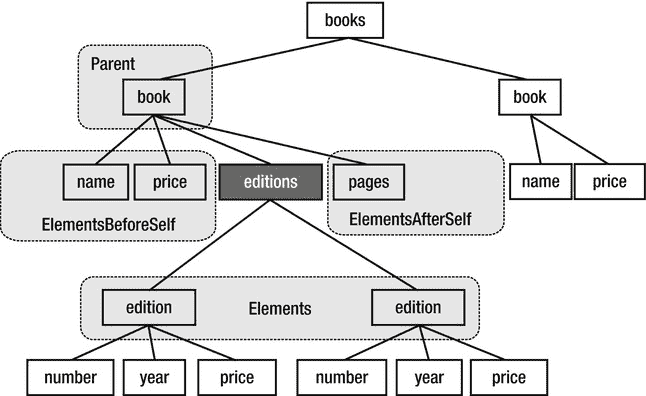 books
Parent
book
book
name
price
editions
pages
name
price
ElementsBeforeSelf
ElementsAfterSelf
edition
Elements
edition
number
year
price
number
year
price